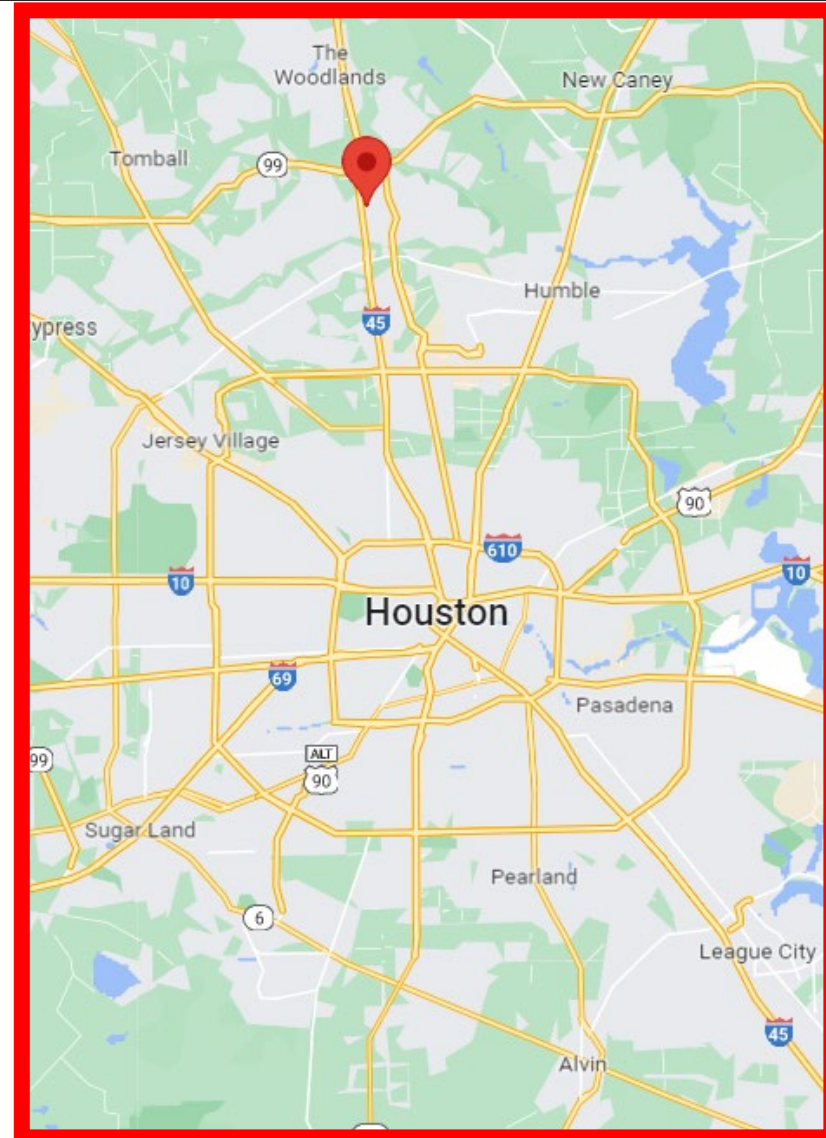 The
Woodlands
New Caney
Tomball
99
Humble
45
ypress
Jersey Village
90
610
10
10
Houston
69
Pasadena
ALT
90
99
Sugar Land
Pearland
6
League City
45
Alvin